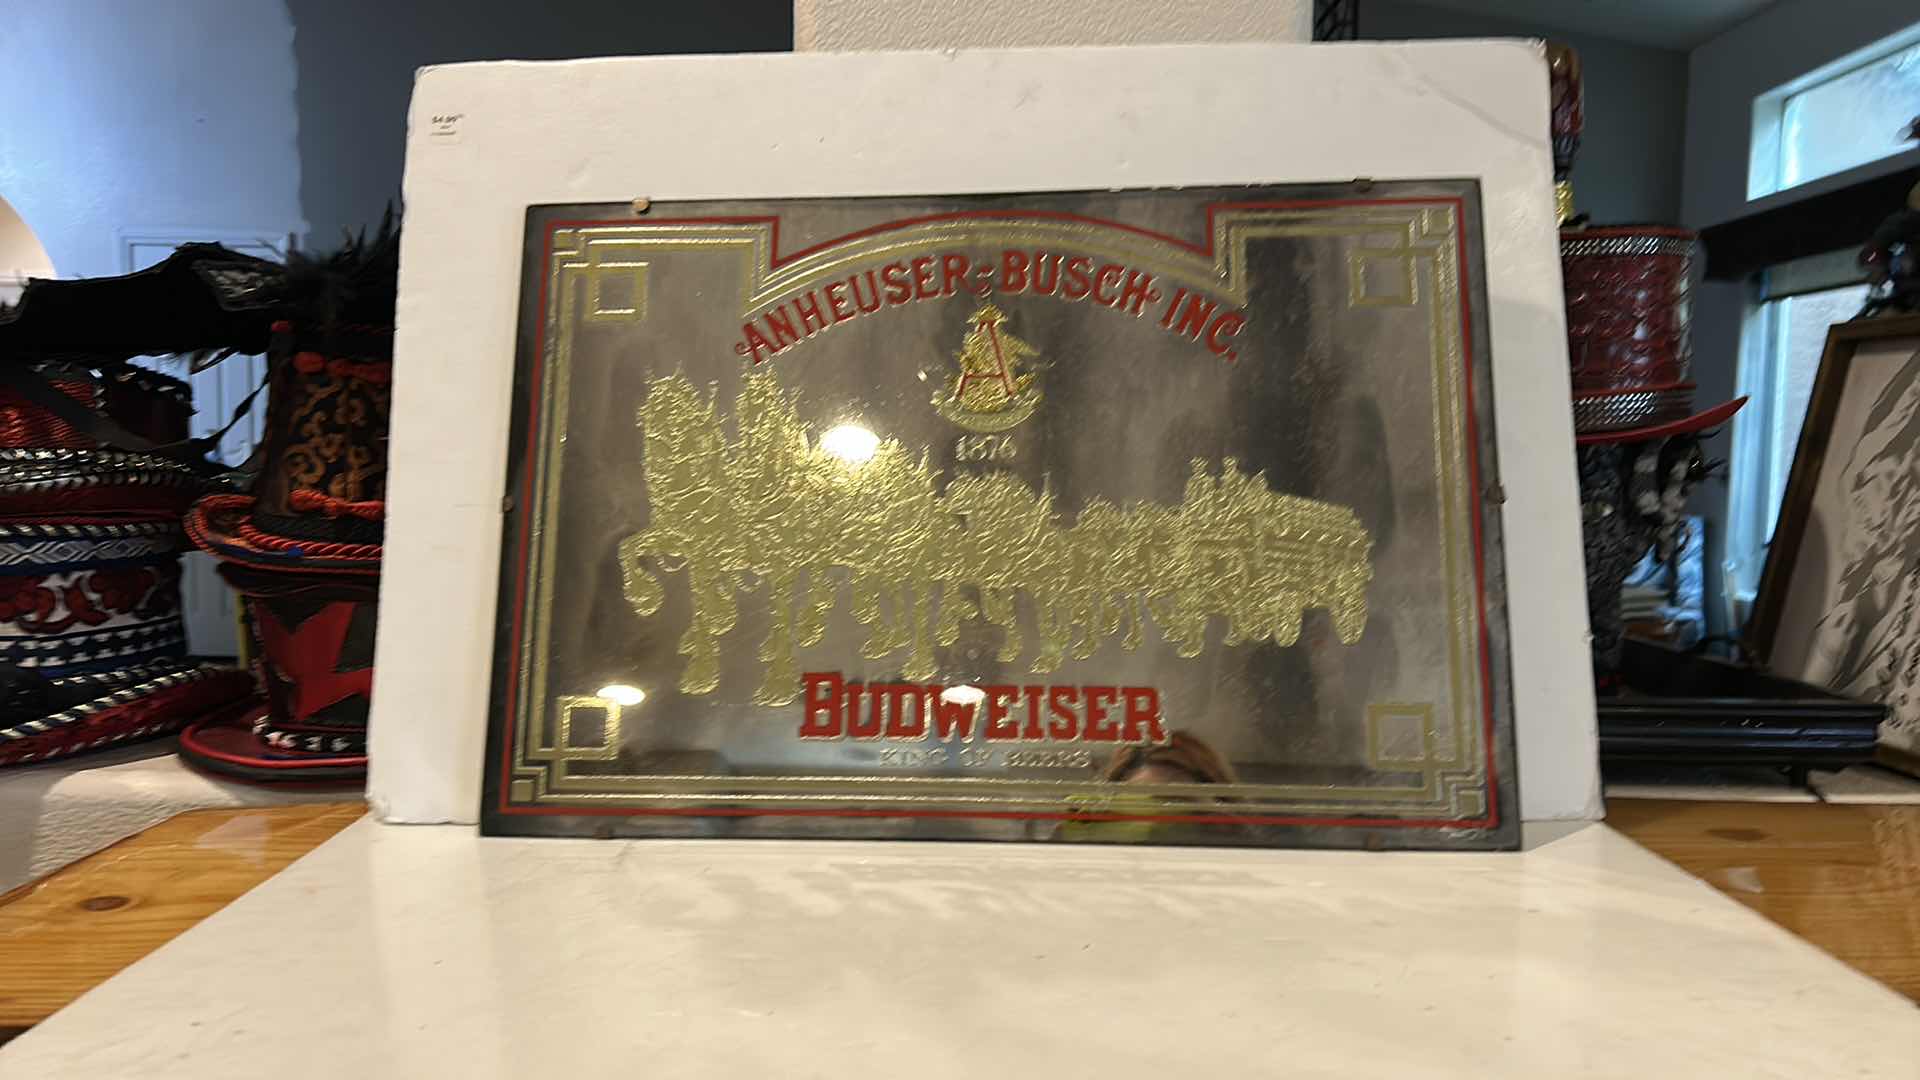 ANHEUSER-BUSCH, INC.
A
1876
BUDWEISER
KING OF BEERS